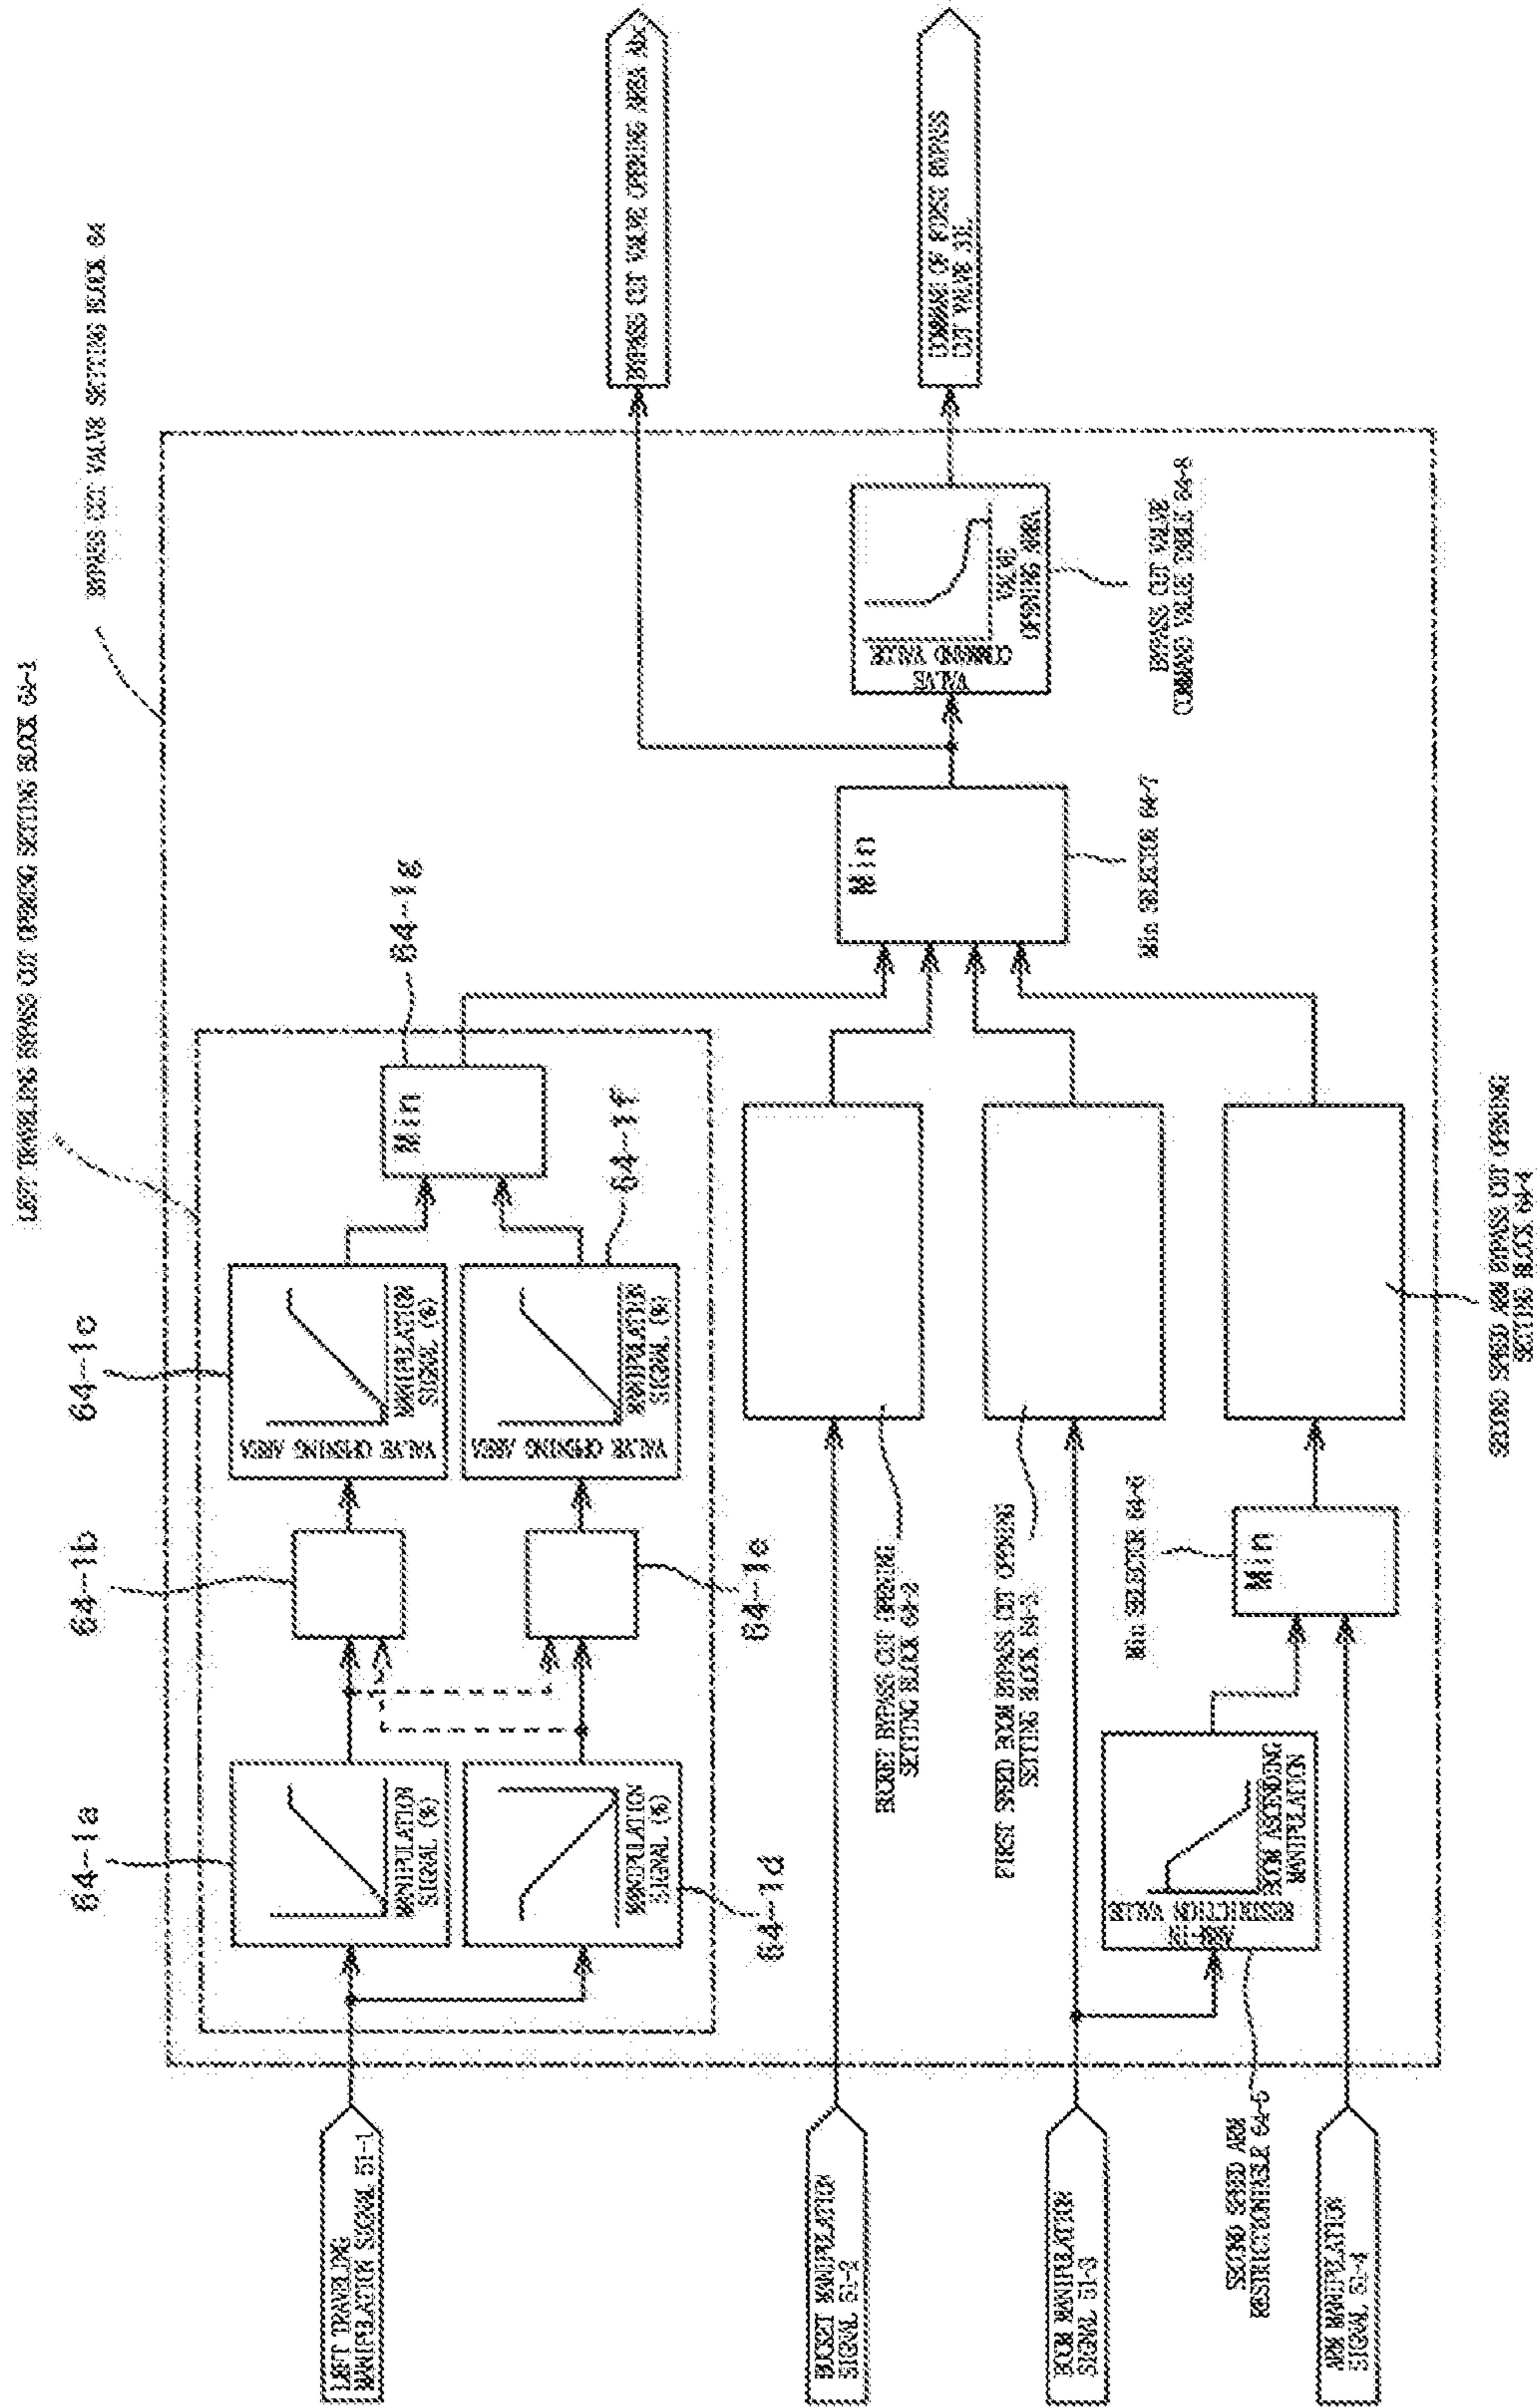 BYPASS CUT VALVE SETTING BLOCK 64
LEFT TRAVELING BYPASS CUT OPENING SETTING BLOCK 64-1
LEFT TRAVELING
MANIPULATION SIGNAL 51-1
64-1a
MANIPULATION
SIGNAL (%)
64-1d
MANIPULATION
SIGNAL (%)
64-1b
64-1e
64-1c
VALVE OPENING AREA
MANIPULATION
SIGNAL (%)
64-1f
VALVE OPENING AREA
MANIPULATION
SIGNAL (%)
Min
64-1g
BUCKET MANIPULATION
SIGNAL 51-2
BUCKET BYPASS CUT OPENING
SETTING BLOCK 64-2
BOOM MANIPULATION
SIGNAL 51-3
FIRST SPEED BOOM BYPASS CUT OPENING
SETTING BLOCK 64-3
SECOND SPEED ARM
RESTRICTIONTABLE 64-5
RESTRICTION VALUE
BOOM ASCENDING
MANIPULATION
ARM MANIPULATION
SIGNAL 51-4
Min
Min SELECTOR 64-6
SECOND SPEED ARM BYPASS CUT OPENING
SETTING BLOCK 64-4
Min
Min SELECTOR 64-7
VALVE
COMMAND VALUE
VALVE
OPENING AREA
BYPASS CUT VALVE
COMMAND VALUE TABLE 64-8
BYPASS CUT VALVE OPENING AREA Abc
COMMAND OF FIRST BYPASS
CUT VALVE